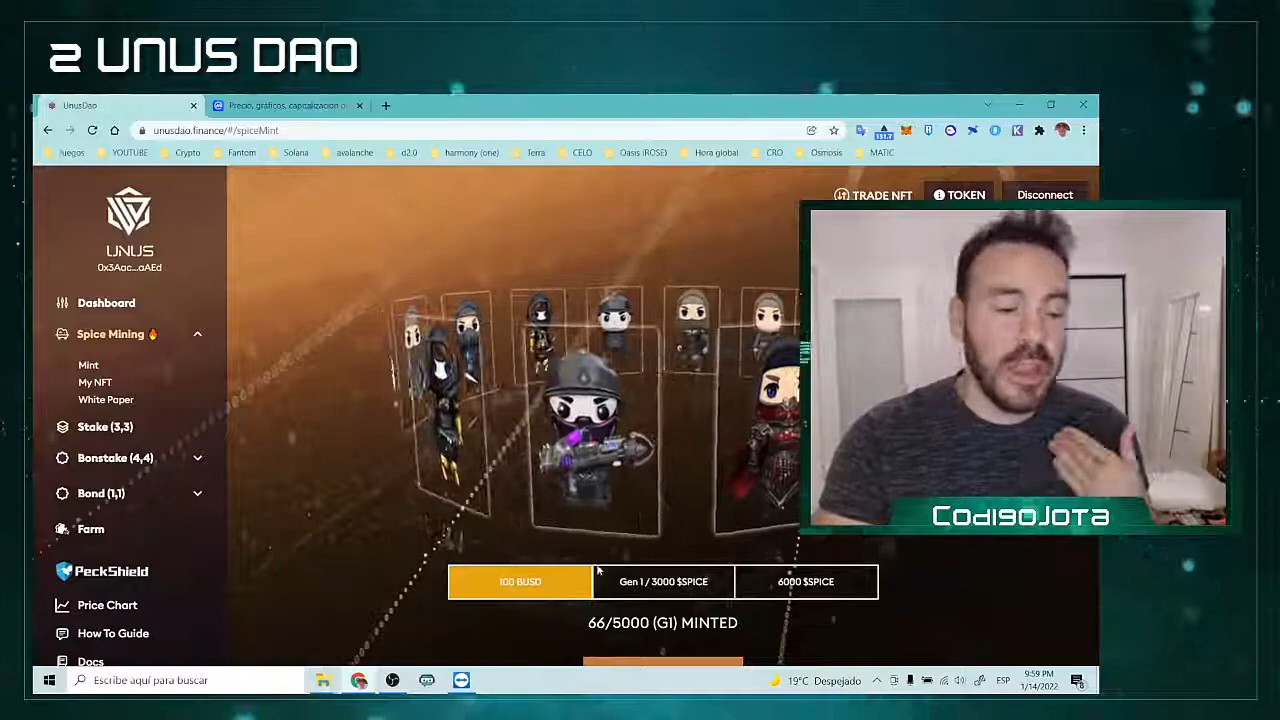 2 UNUS DAO
UnusDao
Precio, gráficos, capitalización
unusdao.finance/#/spiceMint
131.7
Juegos YOUTUBE Crypto Fantom Solana avalanche d2.0 harmony (one) Terra CELO Oasis (ROSE) Hora global CRO Osmosis MATIC
TRADE NFT TOKEN Disconnect
UNUS
0x3Aac...aAEd
Dashboard
Spice Mining
Mint
My NFT
White Paper
Stake (3,3)
Bonstake (4,4)
Bond (1,1)
Farm
PeckShield
Price Chart
How To Guide
Docs
100 BUSD
Gen 1 / 3000 $SPICE
6000 $SPICE
66/5000 (G1) MINTED
CodigoJota
Escribe aquí para buscar
19°C Despejado
ESP
9:59 PM
1/14/2022